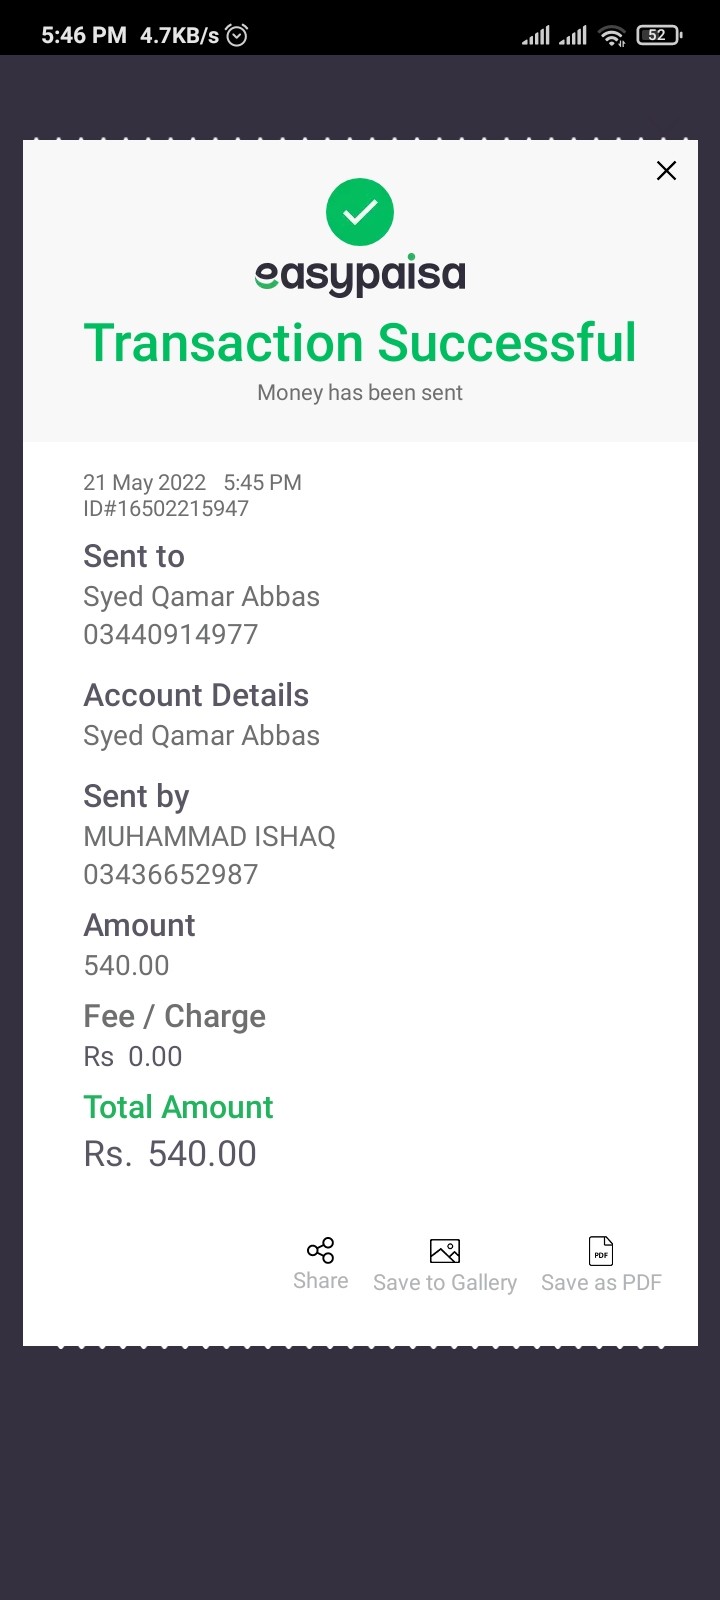 5:46 PM 4.7KB/s 52
easypaisa
Transaction Successful
Money has been sent
21 May 2022 5:45 PM
ID#16502215947
Sent to
Syed Qamar Abbas
03440914977
Account Details
Syed Qamar Abbas
Sent by
MUHAMMAD ISHAQ
03436652987
Amount
540.00
Fee / Charge
Rs 0.00
Total Amount
Rs. 540.00
PDF
Share Save to Gallery Save as PDF